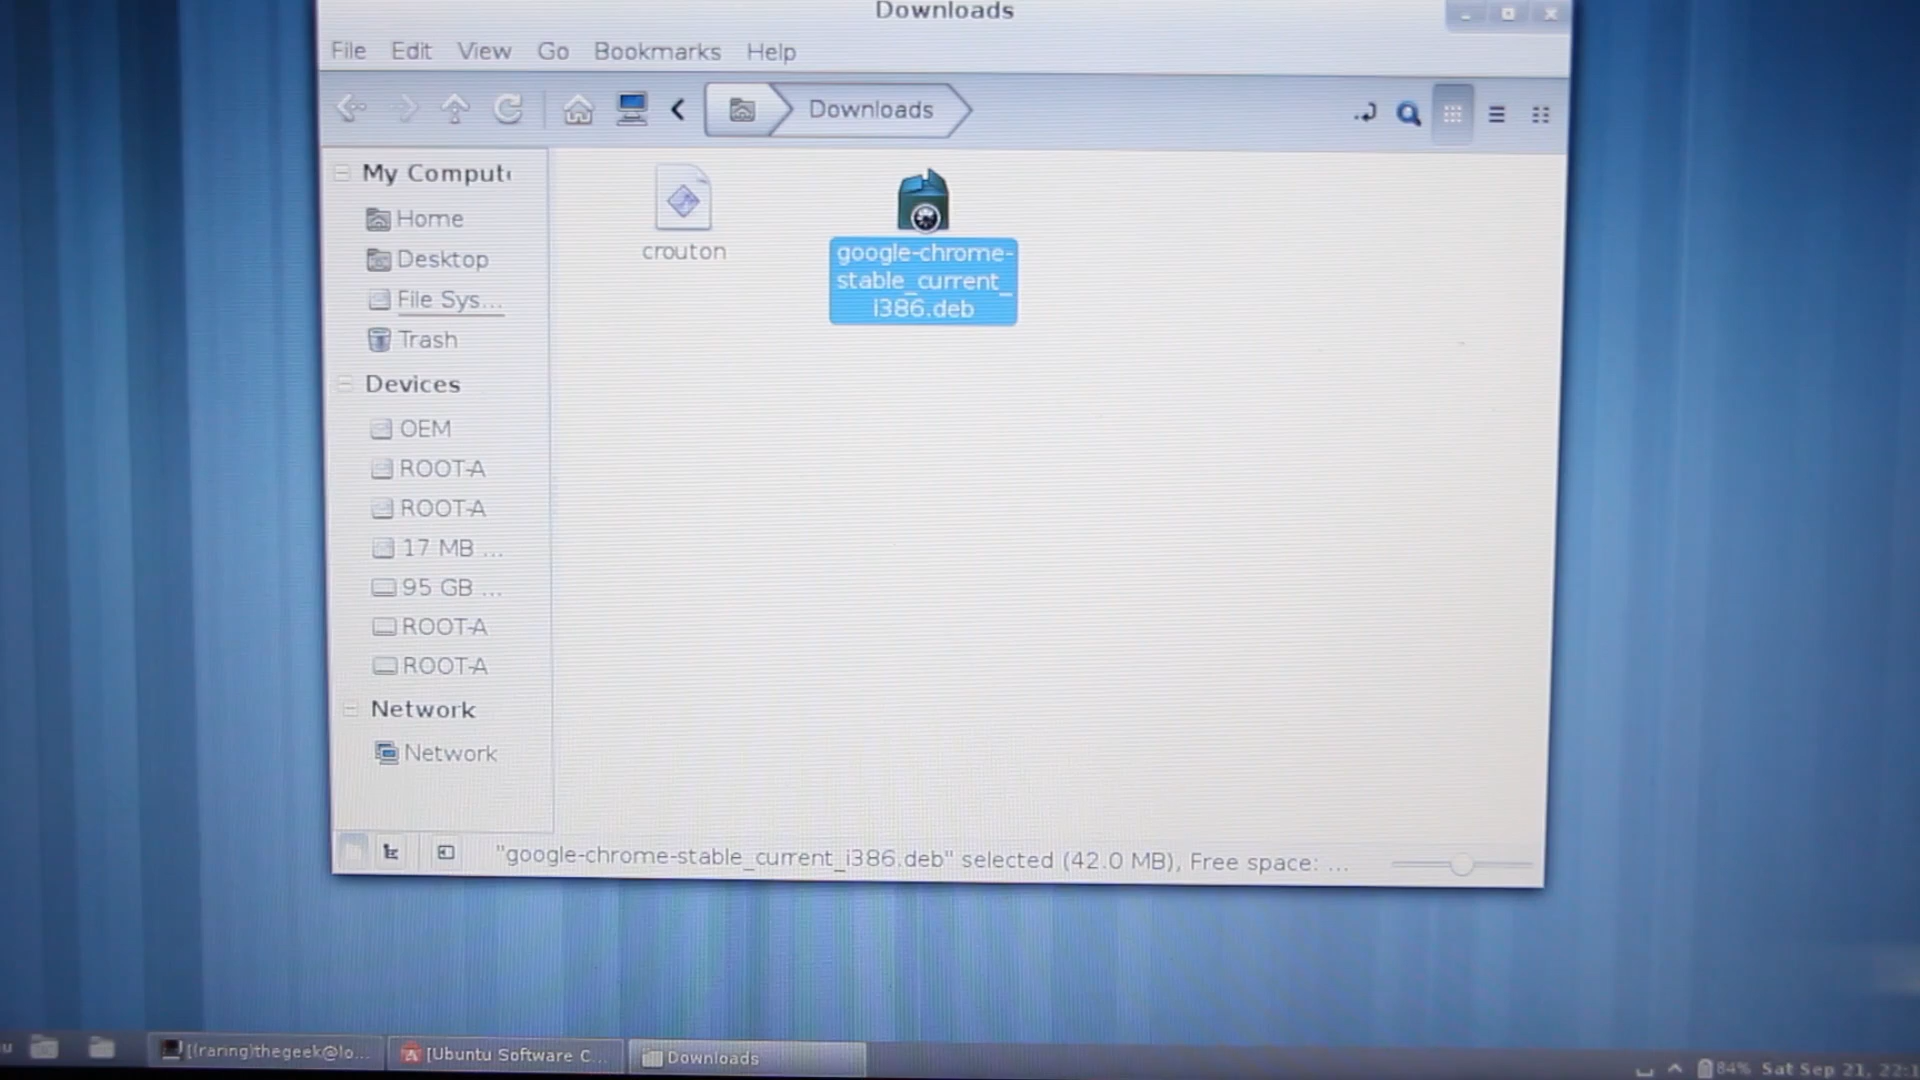 Downloads
File Edit View Go Bookmarks Help
Downloads
My Comput
Home
Desktop
File Sys...
Trash
Devices
OEM
ROOT-A
ROOT-A
17 MB ...
95 GB ...
ROOT-A
ROOT-A
Network
Network
crouton
google-chrome-
stable_current_
i386.deb
"google-chrome-stable_current_i386.deb" selected (42.0 MB), Free space: ...
[(raring)thegeek@lo... [Ubuntu Software C... Downloads
84% Sat Sep 21, 22:1